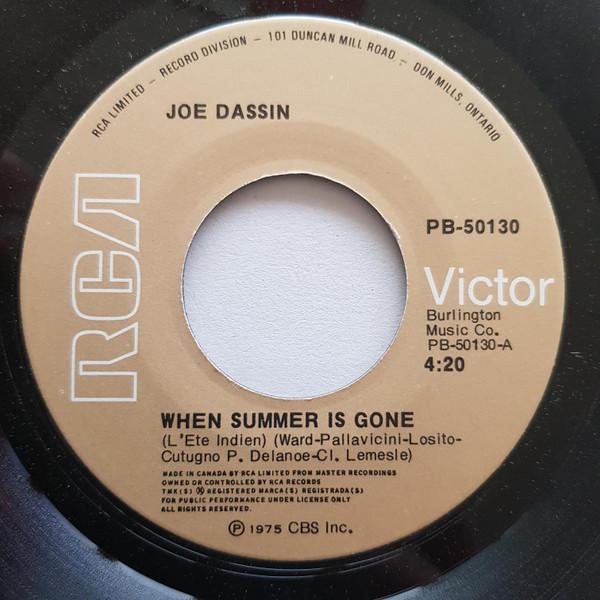 RCA LIMITED – RECORD DIVISION – 101 DUNCAN MILL ROAD, – DON MILLS, ONTARIO
JOE DASSIN
RCA
PB-50130
Victor
Burlington
Music Co.
PB-50130-A
4:20
WHEN SUMMER IS GONE
(L'Ete Indien) (Ward-Pallavicini-Losito-
Cutugno P. Delanoe-Cl. Lemesle)
MADE IN CANADA BY RCA LIMITED FROM MASTER RECORDINGS
OWNED OR CONTROLLED BY RCA RECORDS
TMK(S) ® REGISTERED MARCA(S) REGISTRADA(S)
FOR PUBLIC PERFORMANCE UNDER LICENSE ONLY
ALL RIGHTS RESERVED.
℗ 1975 CBS Inc.